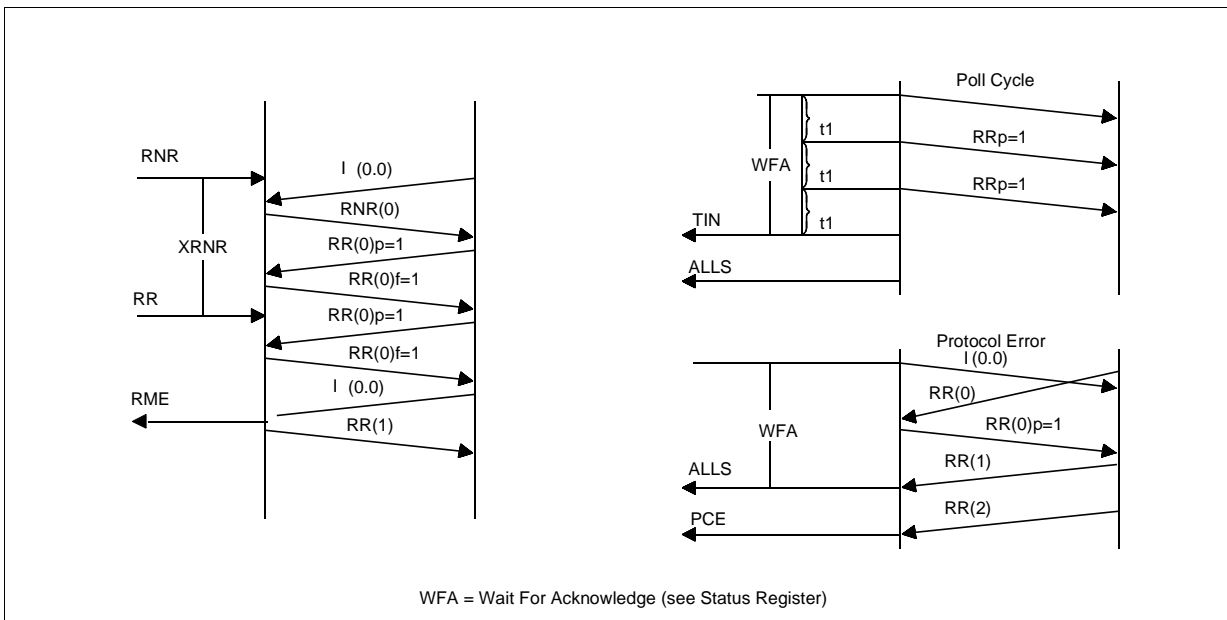 RNR
I (0.0)
RNR(0)
XRNR
RR(0)p=1
RR(0)f=1
RR
RR(0)p=1
RR(0)f=1
I (0.0)
RME
RR(1)
Poll Cycle
t1
RRp=1
WFA
t1
RRp=1
TIN
t1
ALLS
Protocol Error
I (0.0)
RR(0)
RR(0)p=1
WFA
RR(1)
ALLS
RR(2)
PCE
WFA = Wait For Acknowledge (see Status Register)